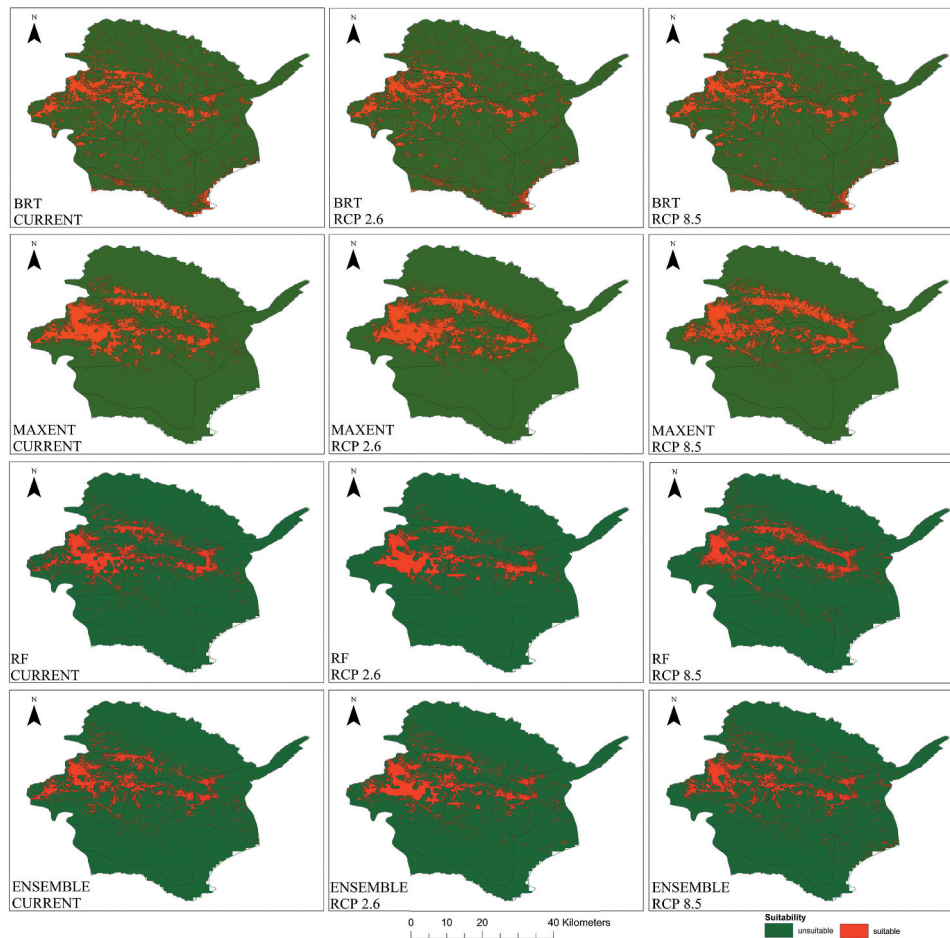 N N N
BRT
CURRENT
BRT
RCP 2.6
BRT
RCP 8.5
N N N
MAXENT
CURRENT
MAXENT
RCP 2.6
MAXENT
RCP 8.5
N N N
RF
CURRENT
RF
RCP 2.6
RF
RCP 8.5
N N N
ENSEMBLE
CURRENT
ENSEMBLE
RCP 2.6
ENSEMBLE
RCP 8.5
0 10 20 40 Kilometers
Suitability
unsuitable suitable